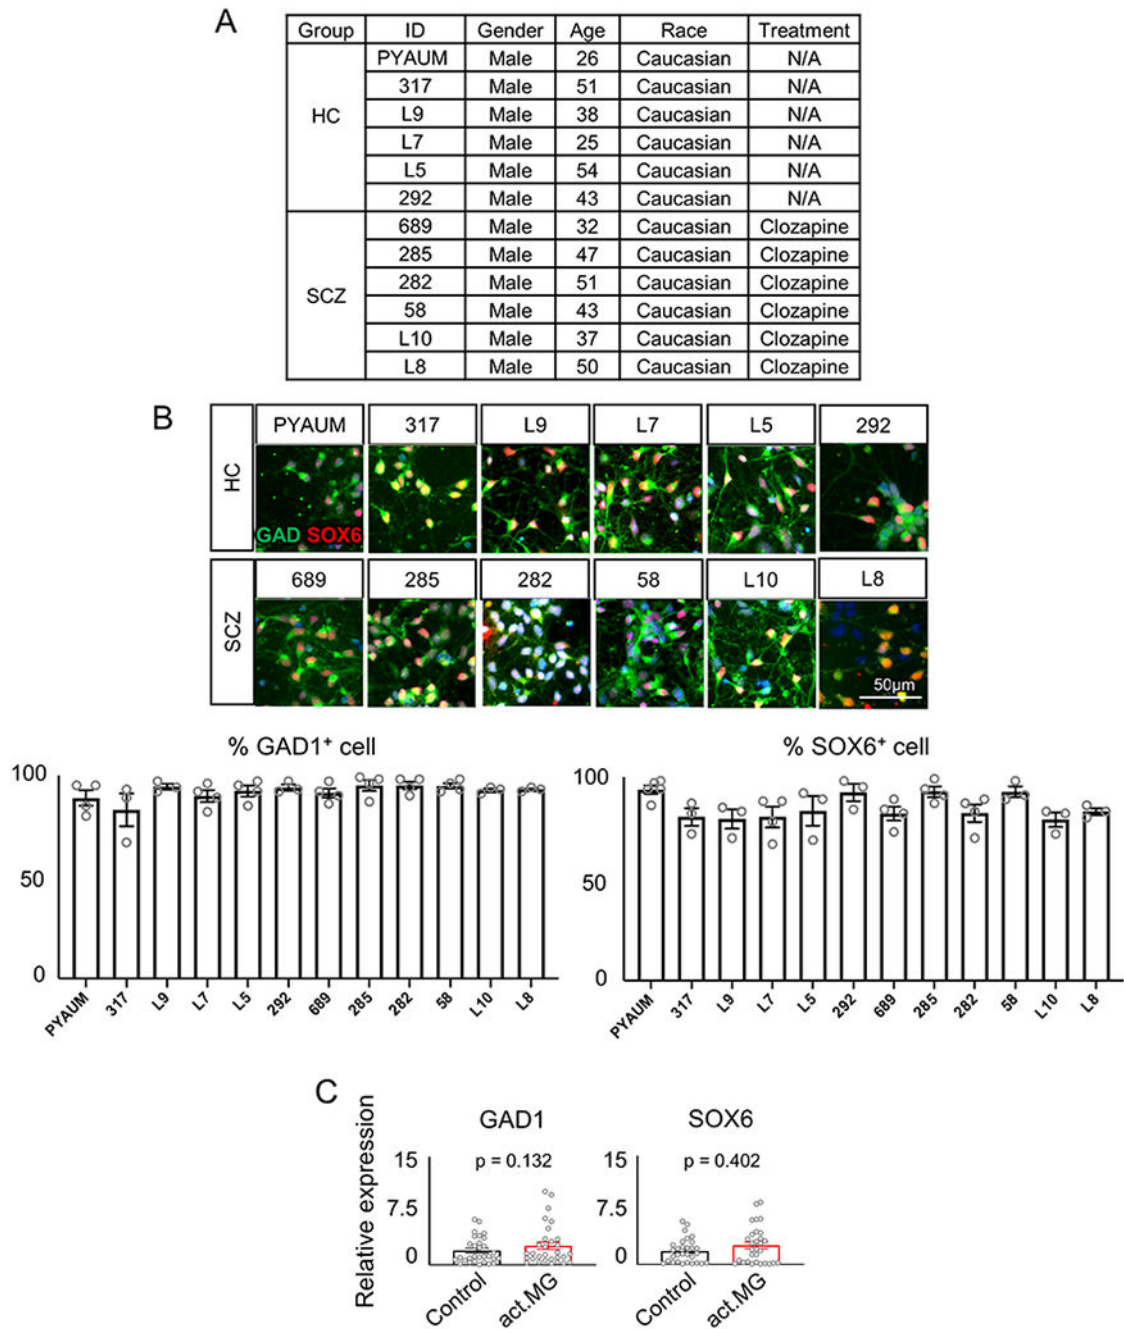 A
Group ID Gender Age Race Treatment
HC
PYAUM Male 26 Caucasian N/A
317 Male 51 Caucasian N/A
L9 Male 38 Caucasian N/A
L7 Male 25 Caucasian N/A
L5 Male 54 Caucasian N/A
292 Male 43 Caucasian N/A
SCZ
689 Male 32 Caucasian Clozapine
285 Male 47 Caucasian Clozapine
282 Male 51 Caucasian Clozapine
58 Male 43 Caucasian Clozapine
L10 Male 37 Caucasian Clozapine
L8 Male 50 Caucasian Clozapine
B
HC
PYAUM 317 L9 L7 L5 292
GAD SOX6
SCZ
689 285 282 58 L10 L8
50µm
% GAD1⁺ cell
100
50
0
PYAUM 317 L9 L7 L5 292 689 285 282 58 L10 L8
% SOX6⁺ cell
100
50
0
PYAUM 317 L9 L7 L5 292 689 285 282 58 L10 L8
C
Relative expression
GAD1
p = 0.132
15
7.5
0
Control act.MG
SOX6
p = 0.402
15
7.5
0
Control act.MG